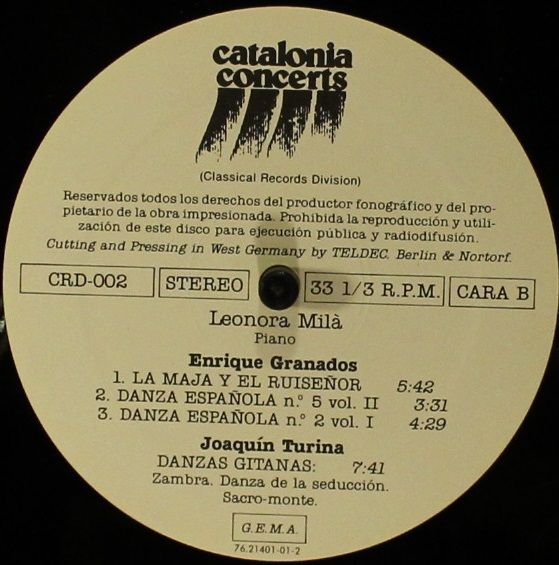 catalonia
concerts
(Classical Records Division)
Reservados todos los derechos del productor fonográfico y del pro-
pietario de la obra impresionada. Prohibida la reproducción y utili-
zación de este disco para ejecución pública y radiodifusión.
Cutting and Pressing in West Germany by TELDEC. Berlin & Nortorf.
CRD-002 STEREO 33 1/3 R.P.M. CARA B
Leonora Milà
Piano
Enrique Granados
1. LA MAJA Y EL RUISEÑOR 5:42
2. DANZA ESPAÑOLA n.º 5 vol. II 3:31
3. DANZA ESPAÑOLA n.º 2 vol. I 4:29
Joaquín Turina
DANZAS GITANAS: 7:41
Zambra. Danza de la seducción.
Sacro-monte.
G.E.M.A.
76.21401-01-2